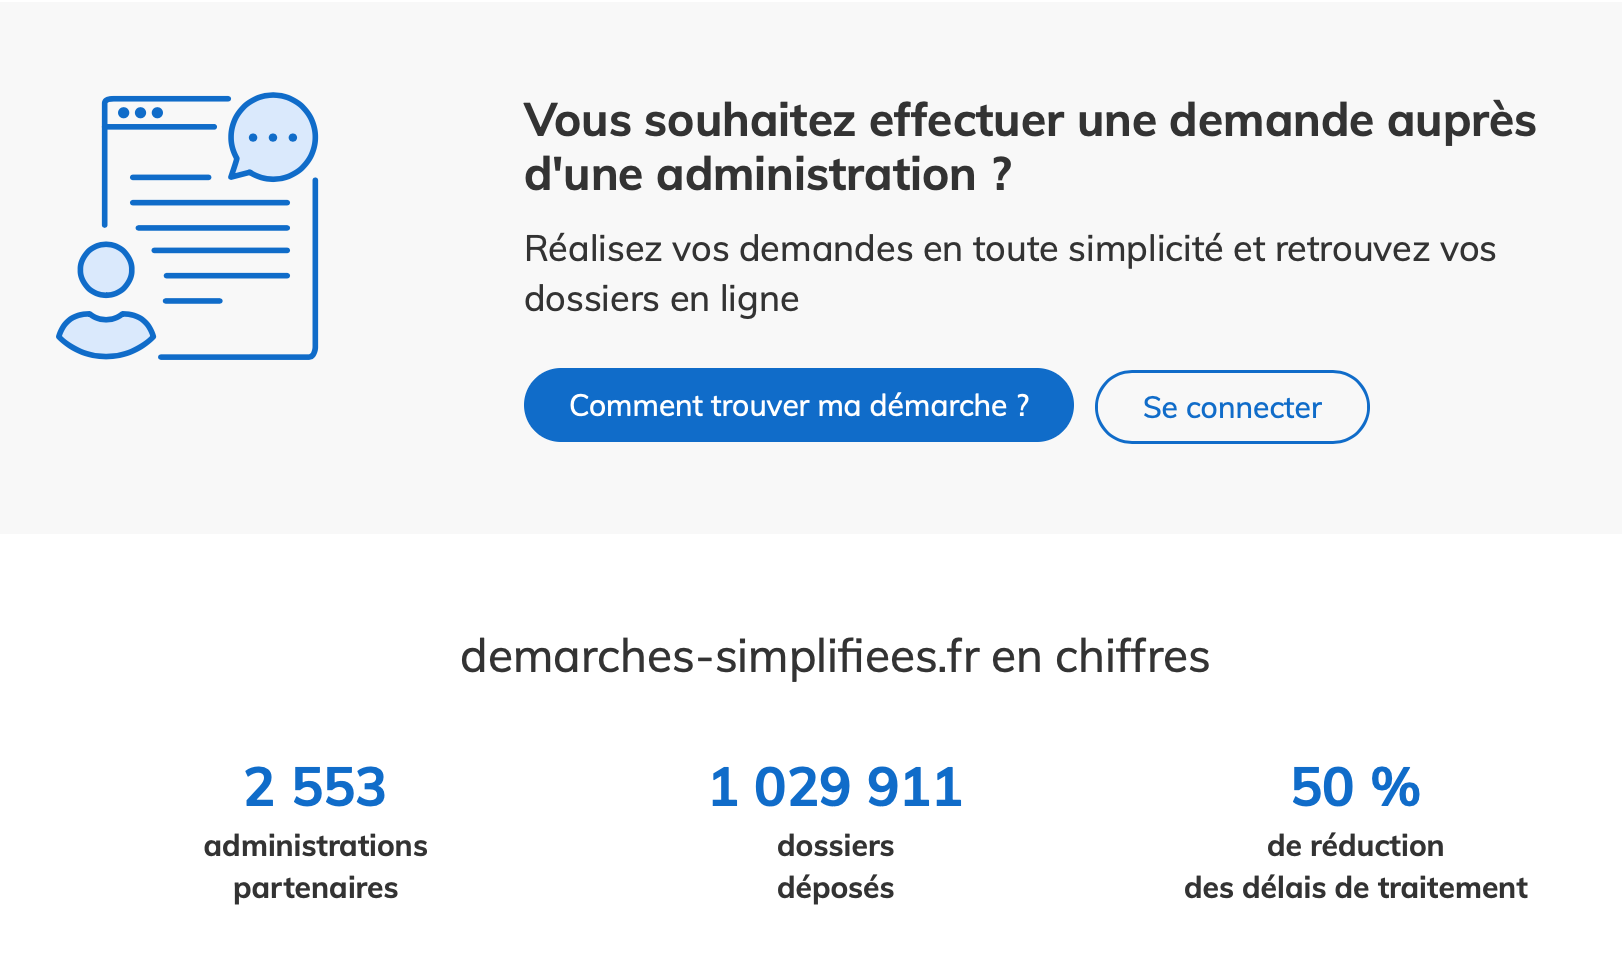 Vous souhaitez effectuer une demande auprès
d'une administration ?
Réalisez vos demandes en toute simplicité et retrouvez vos
dossiers en ligne
Comment trouver ma démarche ?
Se connecter
demarches-simplifiees.fr en chiffres
2 553
administrations
partenaires
1 029 911
dossiers
déposés
50 %
de réduction
des délais de traitement